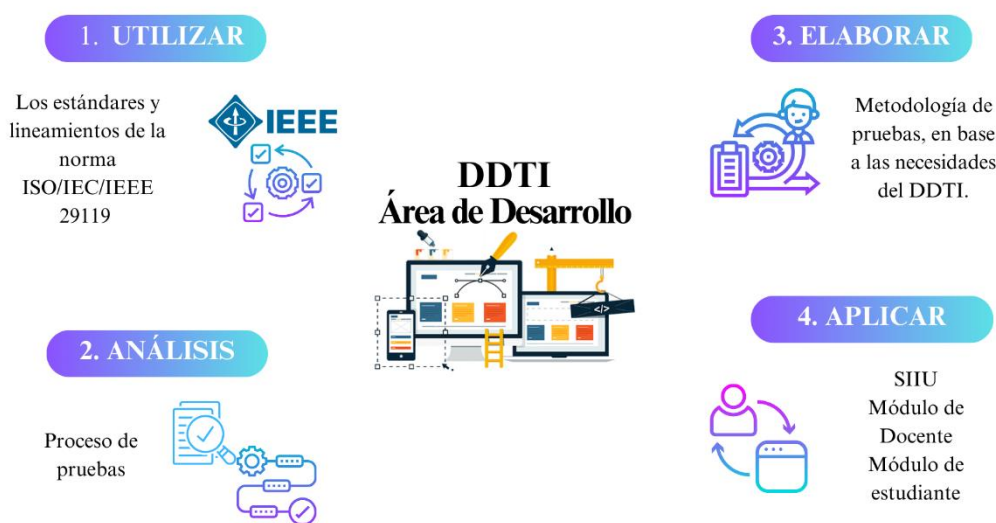 1. UTILIZAR
Los estándares y
lineamientos de la
norma
ISO/IEC/IEEE
29119
IEEE
2. ANÁLISIS
Proceso de
pruebas
DDTI
Área de Desarrollo
</>
3. ELABORAR
Metodología de
pruebas, en base
a las necesidades
del DDTI.
4. APLICAR
SIIU
Módulo de
Docente
Módulo de
estudiante